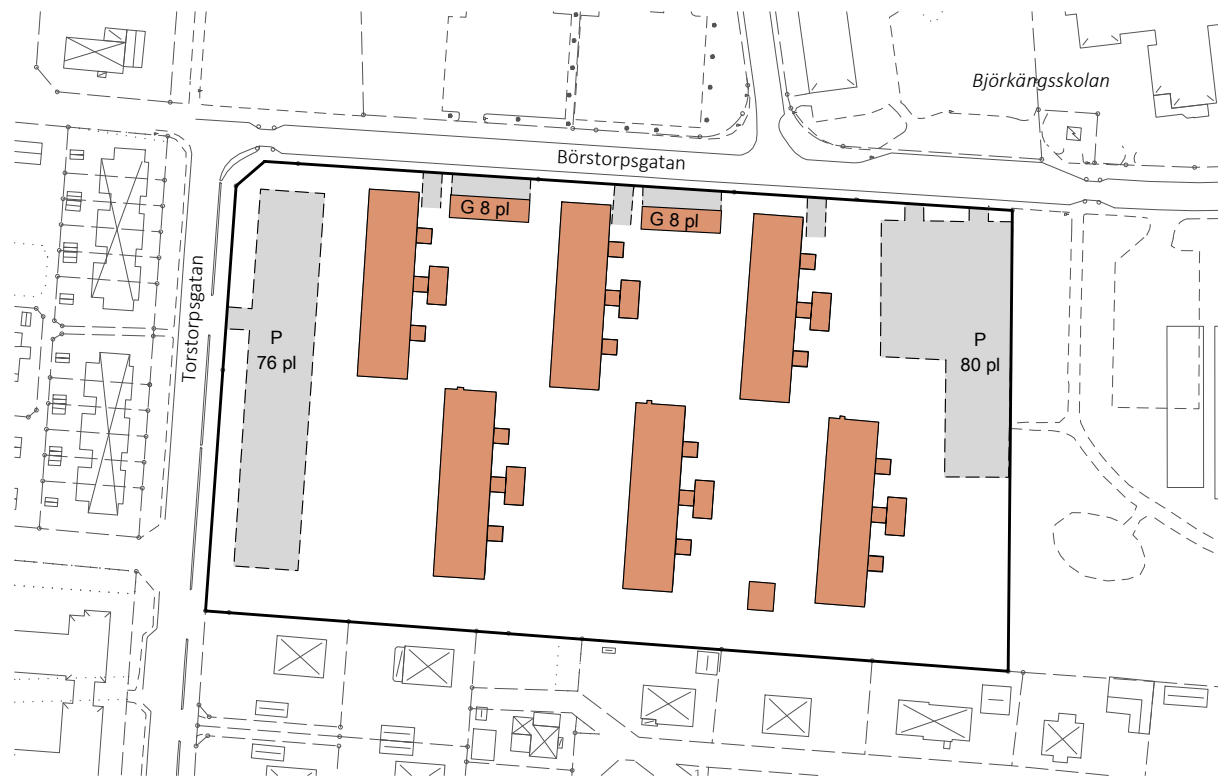 Björkängsskolan
Börstorpsgatan
G 8 pl
G 8 pl
Torstorpsgatan
P
76 pl
P
80 pl